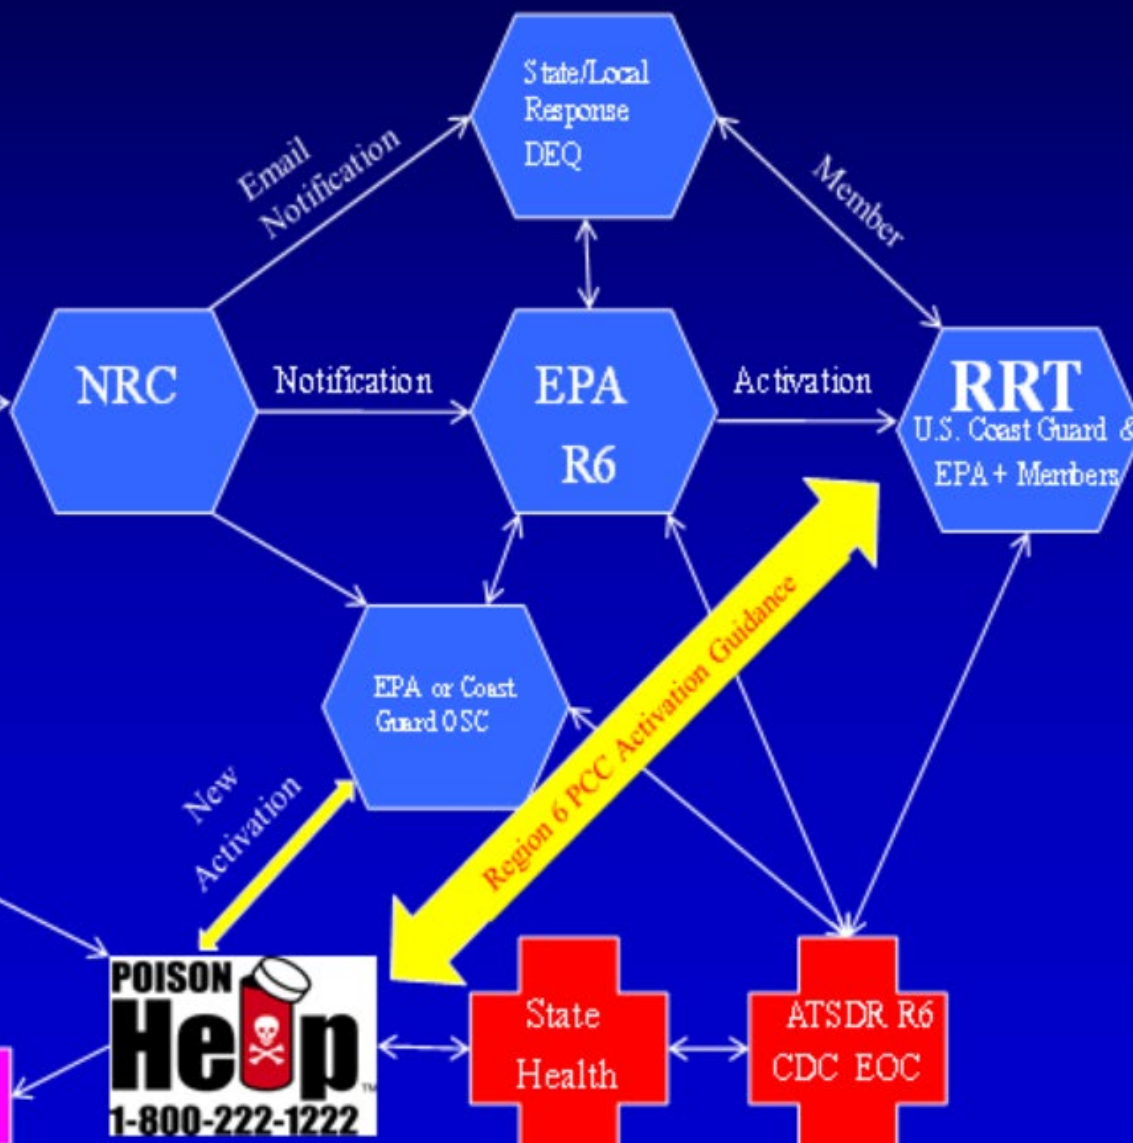 State/Local
Response
DEQ
Email
Notification
Member
NRC
Notification
EPA
R6
Activation
RRT
U.S. Coast Guard &
EPA + Members
EPA or Coast
Guard OSC
Region 6 PCC Activation Guidance
New
Activation
POISON
Help™
1-800-222-1222
State
Health
ATSDR R6
CDC EOC